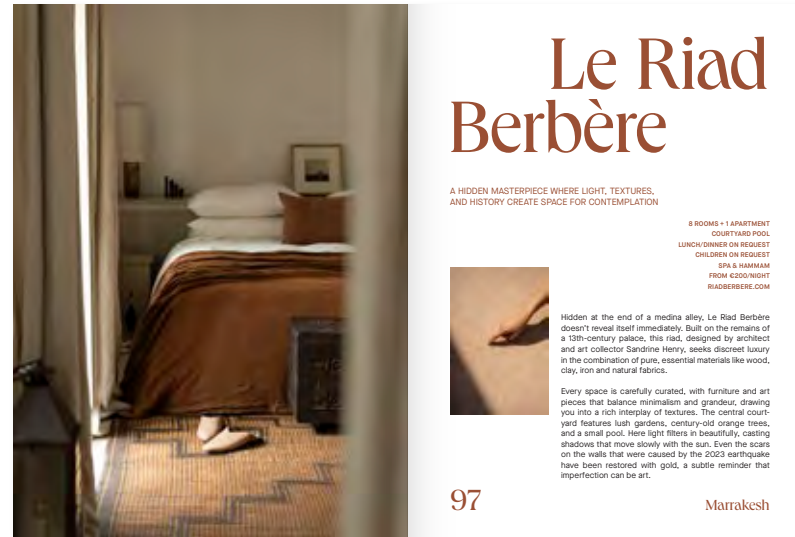 Le Riad
Berbère
A HIDDEN MASTERPIECE WHERE LIGHT, TEXTURES,
AND HISTORY CREATE SPACE FOR CONTEMPLATION
8 ROOMS + 1 APARTMENT
COURTYARD POOL
LUNCH/DINNER ON REQUEST
CHILDREN ON REQUEST
SPA & HAMMAM
FROM €200/NIGHT
RIADBERBERE.COM
Hidden at the end of a medina alley, Le Riad Berbère
doesn't reveal itself immediately. Built on the remains of
a 13th-century palace, this riad, designed by architect
and art collector Sandrine Henry, seeks discreet luxury
in the combination of pure, essential materials like wood,
clay, iron and natural fabrics.
Every space is carefully curated, with furniture and art
pieces that balance minimalism and grandeur, drawing
you into a rich interplay of textures. The central court-
yard features lush gardens, century-old orange trees,
and a small pool. Here light filters in beautifully, casting
shadows that move slowly with the sun. Even the scars
on the walls that were caused by the 2023 earthquake
have been restored with gold, a subtle reminder that
imperfection can be art.
97
Marrakesh